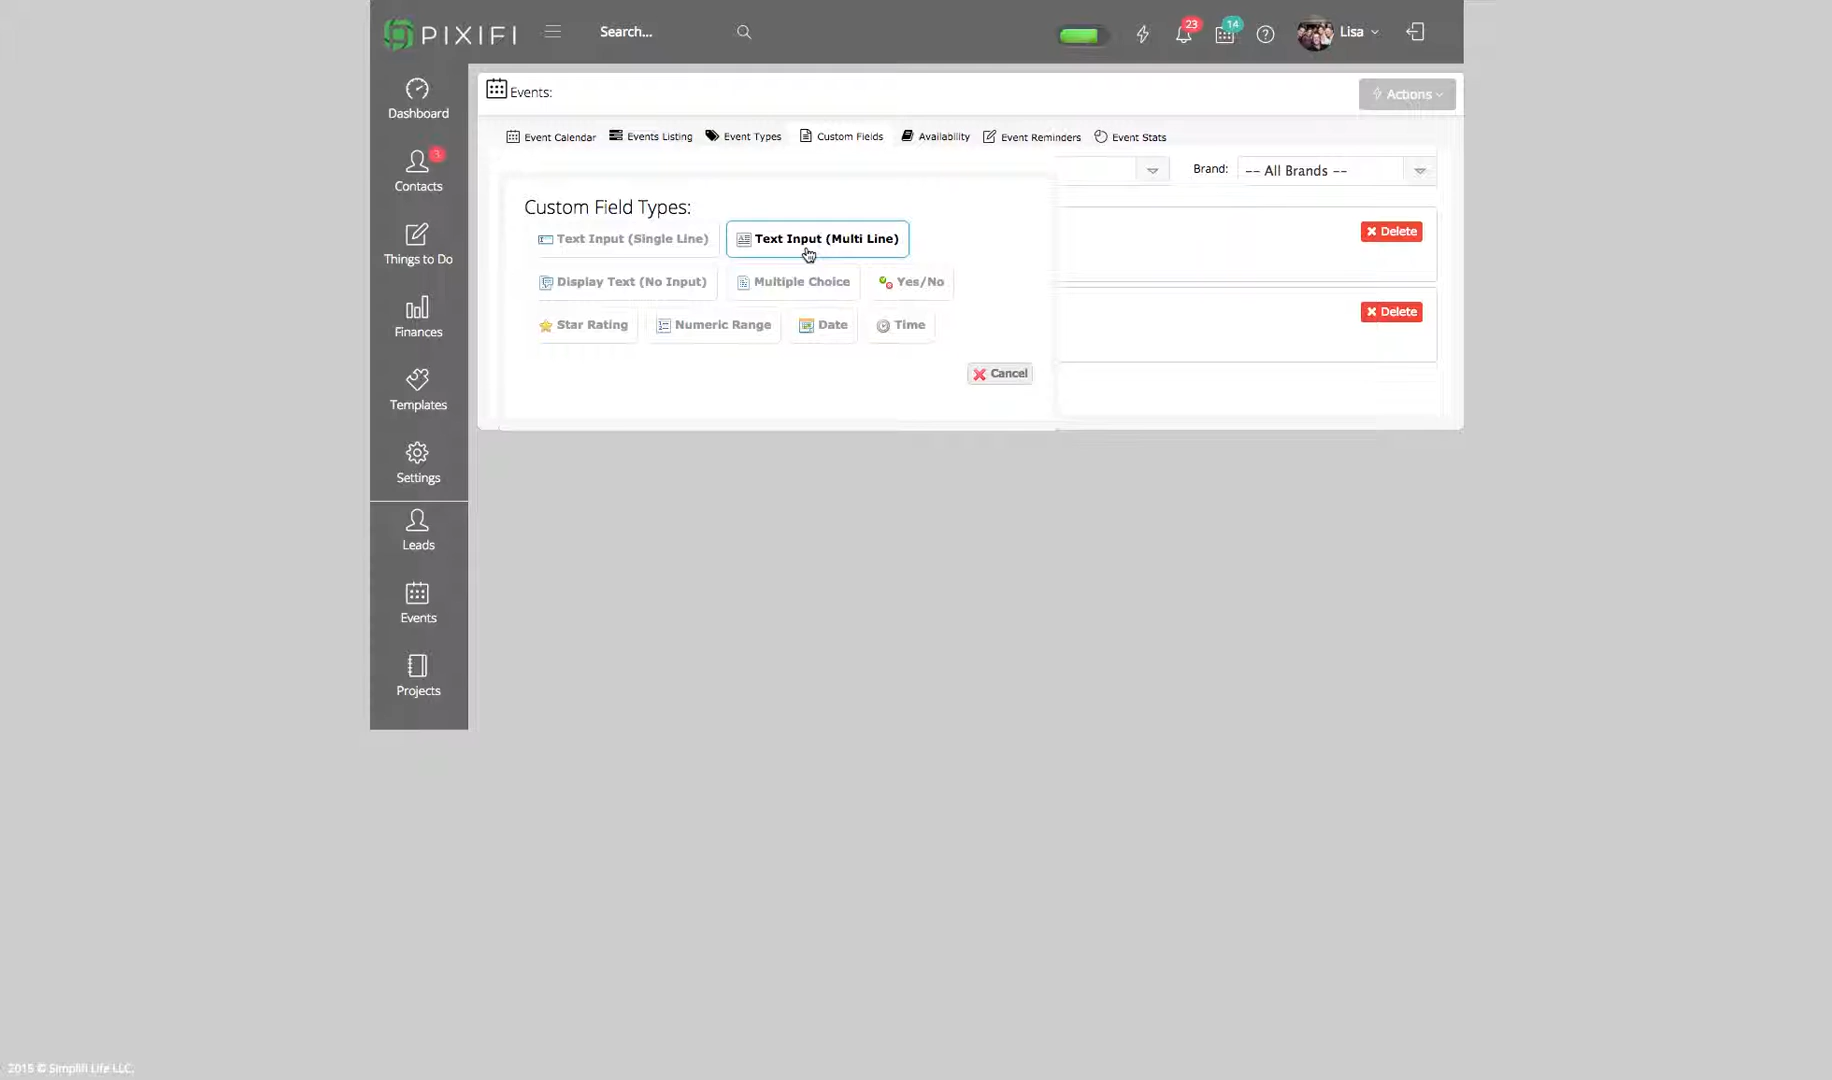 PIXIFI
Search...
23
14
Lisa
Dashboard
3
Contacts
Things to Do
Finances
Templates
Settings
Leads
Events
Projects
Events:
Actions
Event Calendar
Events Listing
Event Types
Custom Fields
Availability
Event Reminders
Event Stats
Brand:
-- All Brands --
Custom Field Types:
Text Input (Single Line)
Text Input (Multi Line)
Display Text (No Input)
Multiple Choice
Yes/No
Star Rating
Numeric Range
Date
Time
Cancel
Delete
Delete
2015 © Simplifi Life LLC.